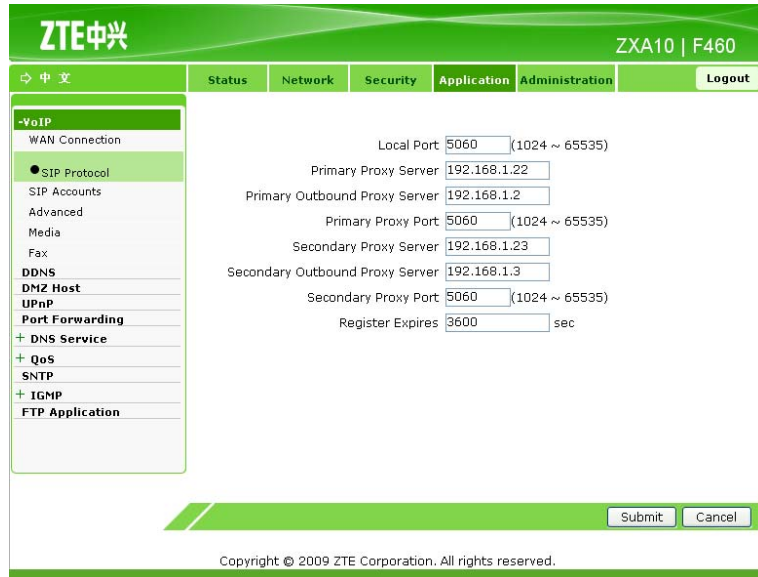 ZTE中兴
ZXA10 | F460
中 文
Status Network Security Application Administration Logout
-VoIP
WAN Connection
SIP Protocol
SIP Accounts
Advanced
Media
Fax
DDNS
DMZ Host
UPnP
Port Forwarding
+ DNS Service
+ QoS
SNTP
+ IGMP
FTP Application
Local Port 5060 (1024 ~ 65535)
Primary Proxy Server 192.168.1.22
Primary Outbound Proxy Server 192.168.1.2
Primary Proxy Port 5060 (1024 ~ 65535)
Secondary Proxy Server 192.168.1.23
Secondary Outbound Proxy Server 192.168.1.3
Secondary Proxy Port 5060 (1024 ~ 65535)
Register Expires 3600 sec
Submit Cancel
Copyright © 2009 ZTE Corporation. All rights reserved.